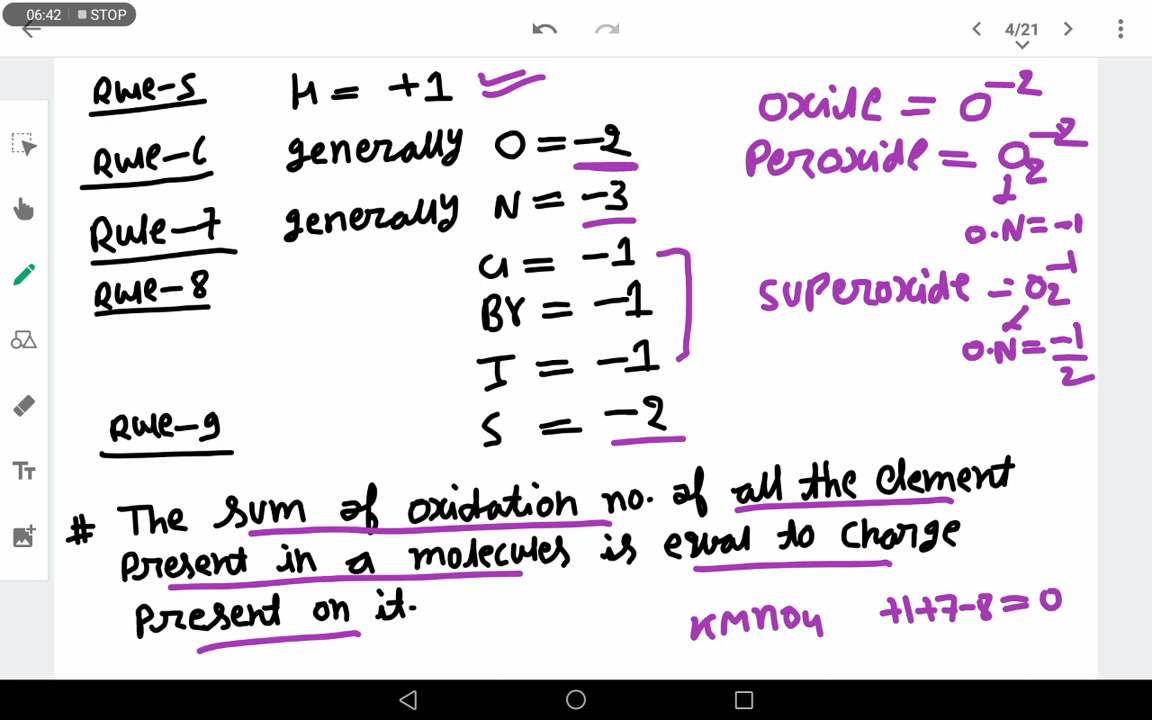 06:42 STOP
4/21
Rule-5 H = +1
Rule-6 generally O = -2
Rule-7 generally N = -3
Rule-8 Cl = -1
Br = -1
I = -1
Rule-9 S = -2
# The sum of oxidation no. of all the element
Present in a molecules is equal to charge
Present on it.
KMnO4 +1+7-8=0
oxide = O⁻²
Peroxide = O₂⁻²
O.N = -1
superoxide = O₂⁻¹
O.N = -1/2
Tт